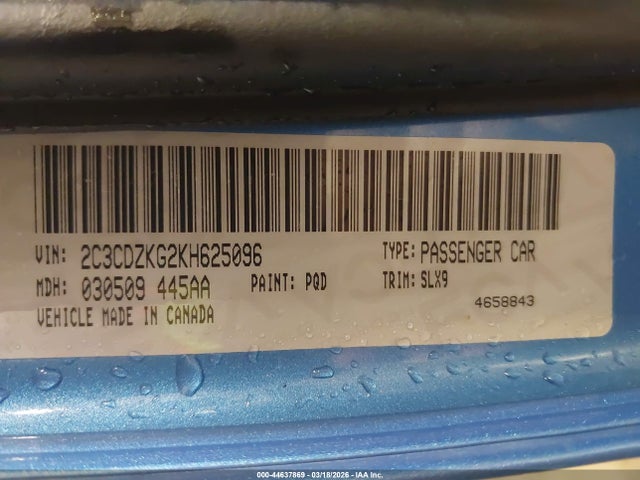 VIN: 2C3CDZKG2KH625096 TYPE: PASSENGER CAR
MDH: 030509 445AA PAINT: PQD TRIM: SLX9
4658843
VEHICLE MADE IN CANADA
000-44637869 - 03/18/2026 - IAA Inc.